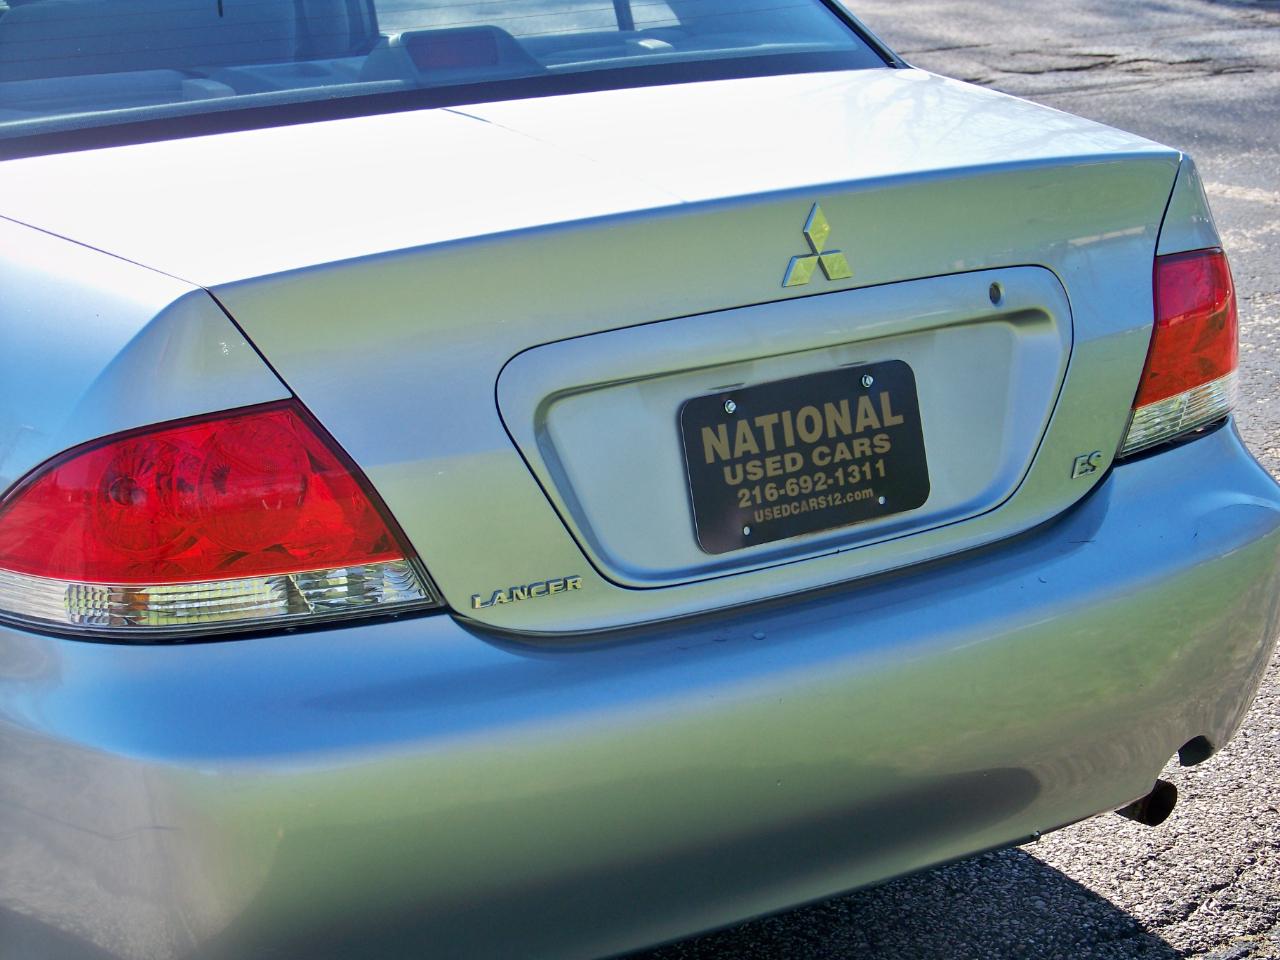 NATIONAL
USED CARS
216-692-1311
USEDCARS12.com
ES
LANCER